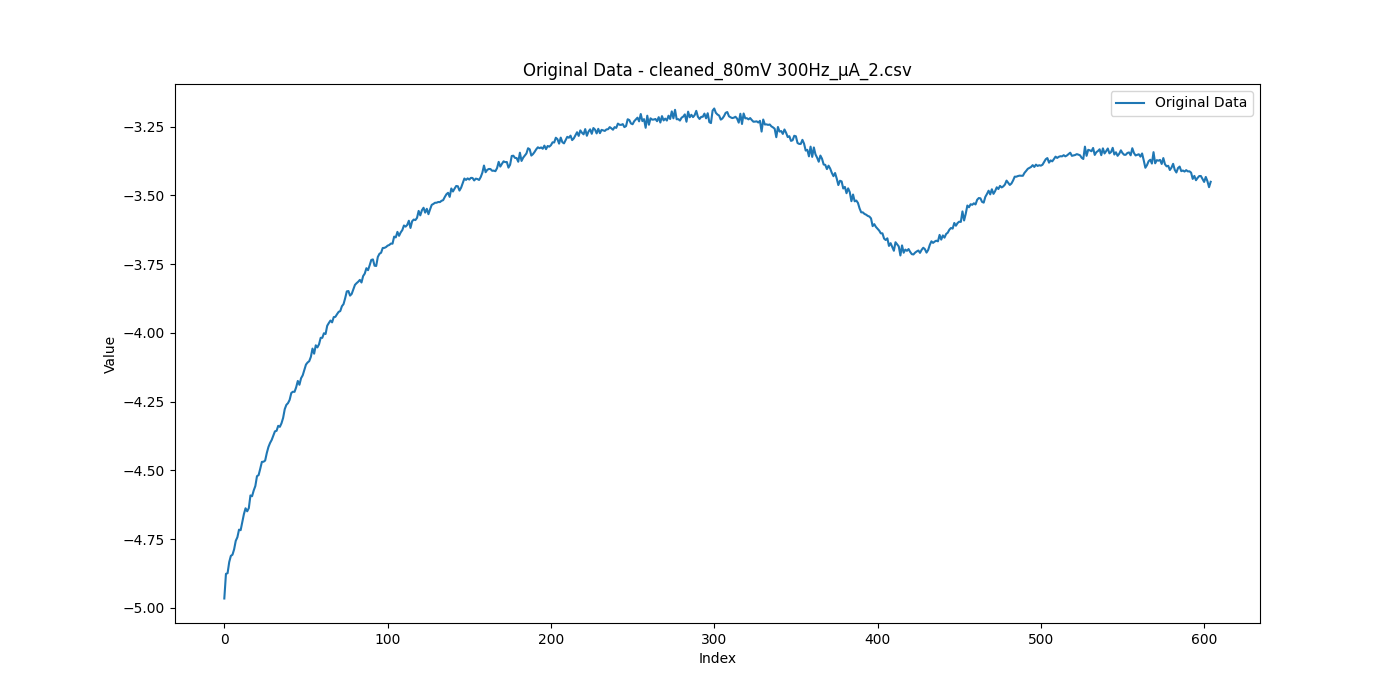 Original Data - cleaned_80mV 300Hz_μA_2.csv
Original Data
−3.25
−3.50
−3.75
−4.00
−4.25
−4.50
−4.75
−5.00
Value
0 100 200 300 400 500 600
Index